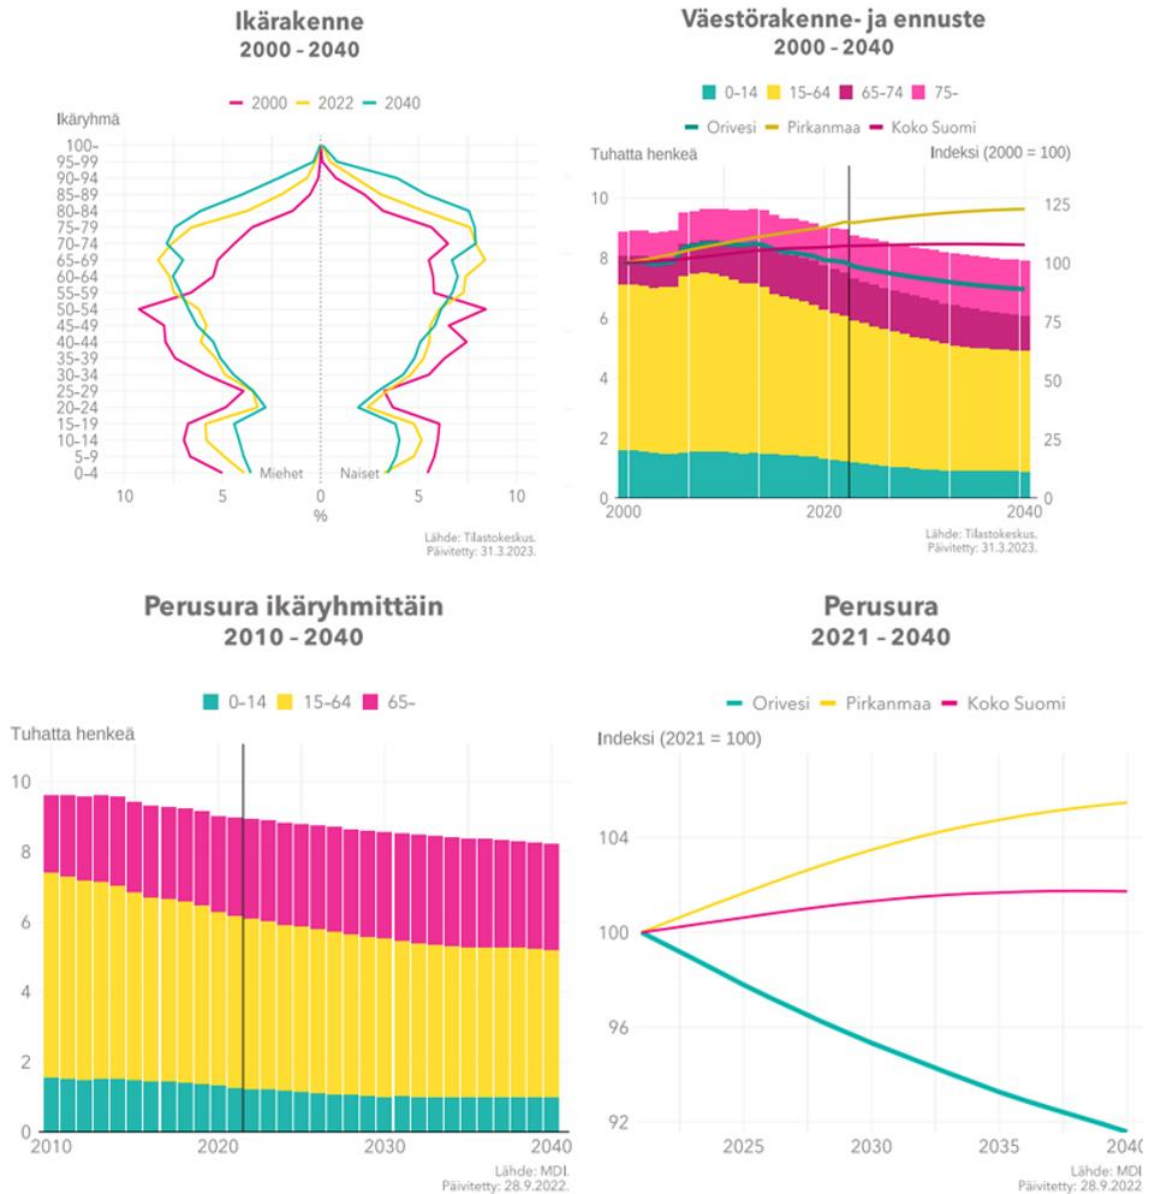 Ikärakenne
2000 – 2040
2000 2022 2040
Ikäryhmä
100–
95–99
90–94
85–89
80–84
75–79
70–74
65–69
60–64
55–59
50–54
45–49
40–44
35–39
30–34
25–29
20–24
15–19
10–14
5–9
0–4
Miehet Naiset
10 5 0 5 10
%
Lähde: Tilastokeskus.
Päivitetty: 31.3.2023.
Väestörakenne- ja ennuste
2000 – 2040
0–14 15–64 65–74 75–
Orivesi Pirkanmaa Koko Suomi
Tuhatta henkeä Indeksi (2000 = 100)
10 125
8 100
6 75
4 50
2 25
0 0
2000 2020 2040
Lähde: Tilastokeskus.
Päivitetty: 31.3.2023.
Perusura ikäryhmittäin
2010 – 2040
0–14 15–64 65–
Tuhatta henkeä
10
8
6
4
2
0
2010 2020 2030 2040
Lähde: MDI.
Päivitetty: 28.9.2022.
Perusura
2021 – 2040
Orivesi Pirkanmaa Koko Suomi
Indeksi (2021 = 100)
104
100
96
92
2025 2030 2035 2040
Lähde: MDI
Päivitetty: 28.9.2022